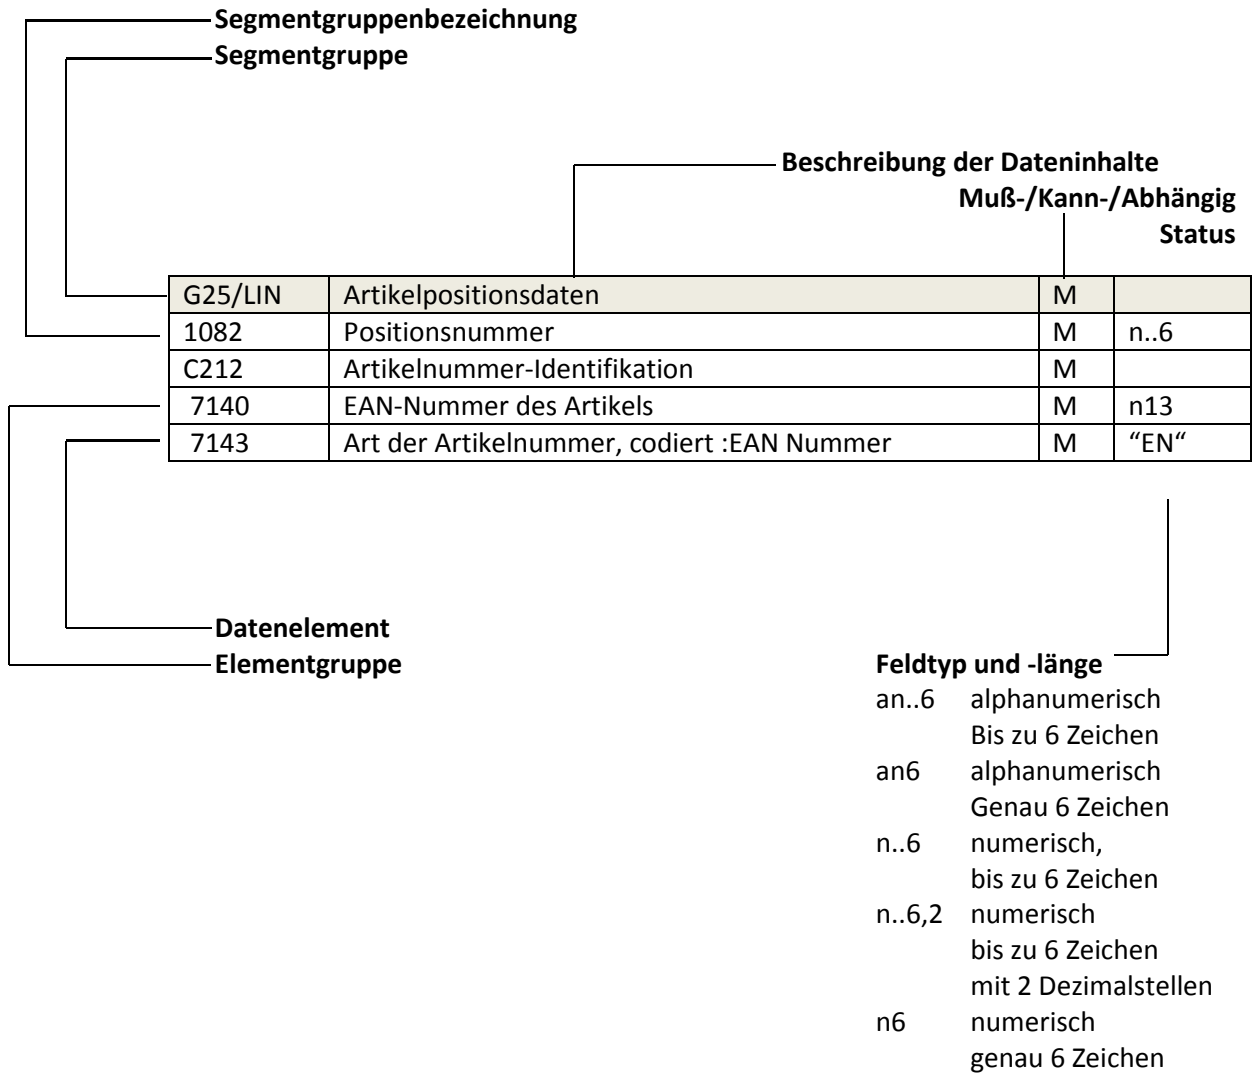 Segmentgruppenbezeichnung
Segmentgruppe
Beschreibung der Dateninhalte
Muß-/Kann-/Abhängig
Status
G25/LIN Artikelpositionsdaten M
1082 Positionsnummer M n..6
C212 Artikelnummer-Identifikation M
7140 EAN-Nummer des Artikels M n13
7143 Art der Artikelnummer, codiert :EAN Nummer M “EN“
Datenelement
Elementgruppe
Feldtyp und -länge
an..6 alphanumerisch
Bis zu 6 Zeichen
an6 alphanumerisch
Genau 6 Zeichen
n..6 numerisch,
bis zu 6 Zeichen
n..6,2 numerisch
bis zu 6 Zeichen
mit 2 Dezimalstellen
n6 numerisch
genau 6 Zeichen